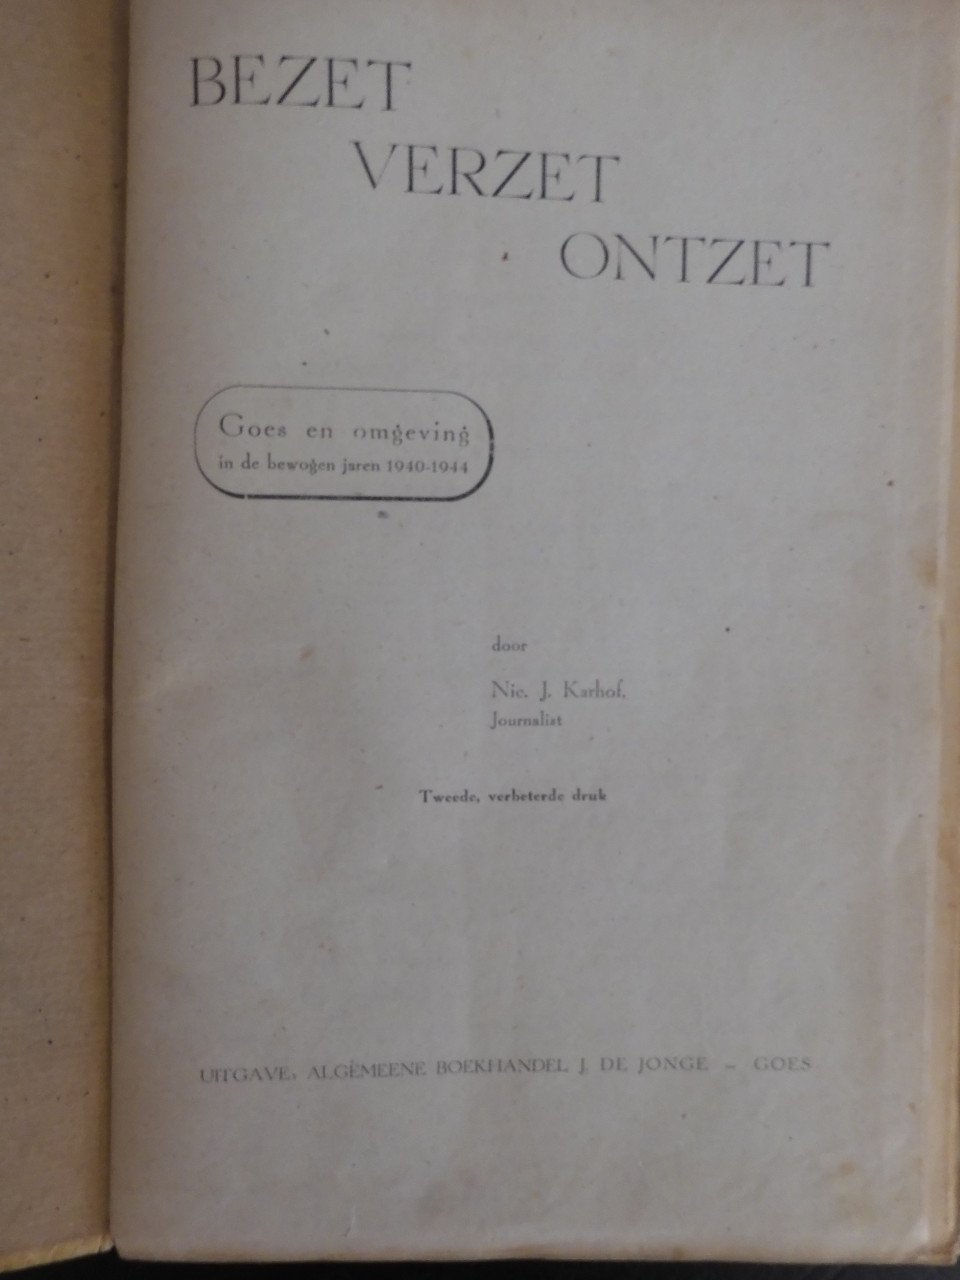 BEZET
VERZET
ONTZET
Goes en omgeving
in de bewogen jaren 1940-1944
door
Nic. J. Karhof,
Journalist
Tweede, verbeterde druk
UITGAVE: ALGEMEENE BOEKHANDEL J. DE JONGE - GOES